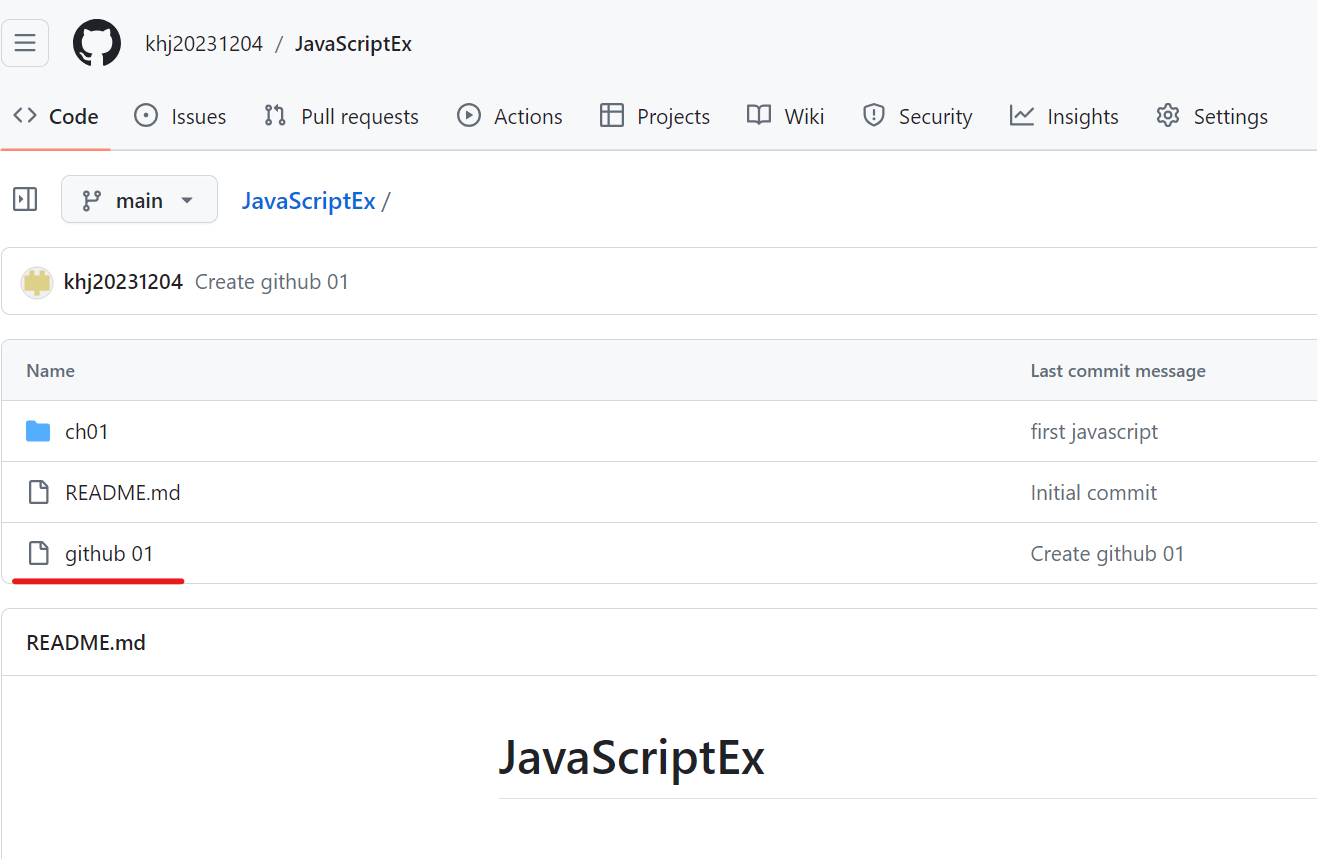 khj20231204 / JavaScriptEx
Code Issues Pull requests Actions Projects Wiki Security Insights Settings
main JavaScriptEx /
khj20231204 Create github 01
Name Last commit message
ch01 first javascript
README.md Initial commit
github 01 Create github 01
README.md
JavaScriptEx